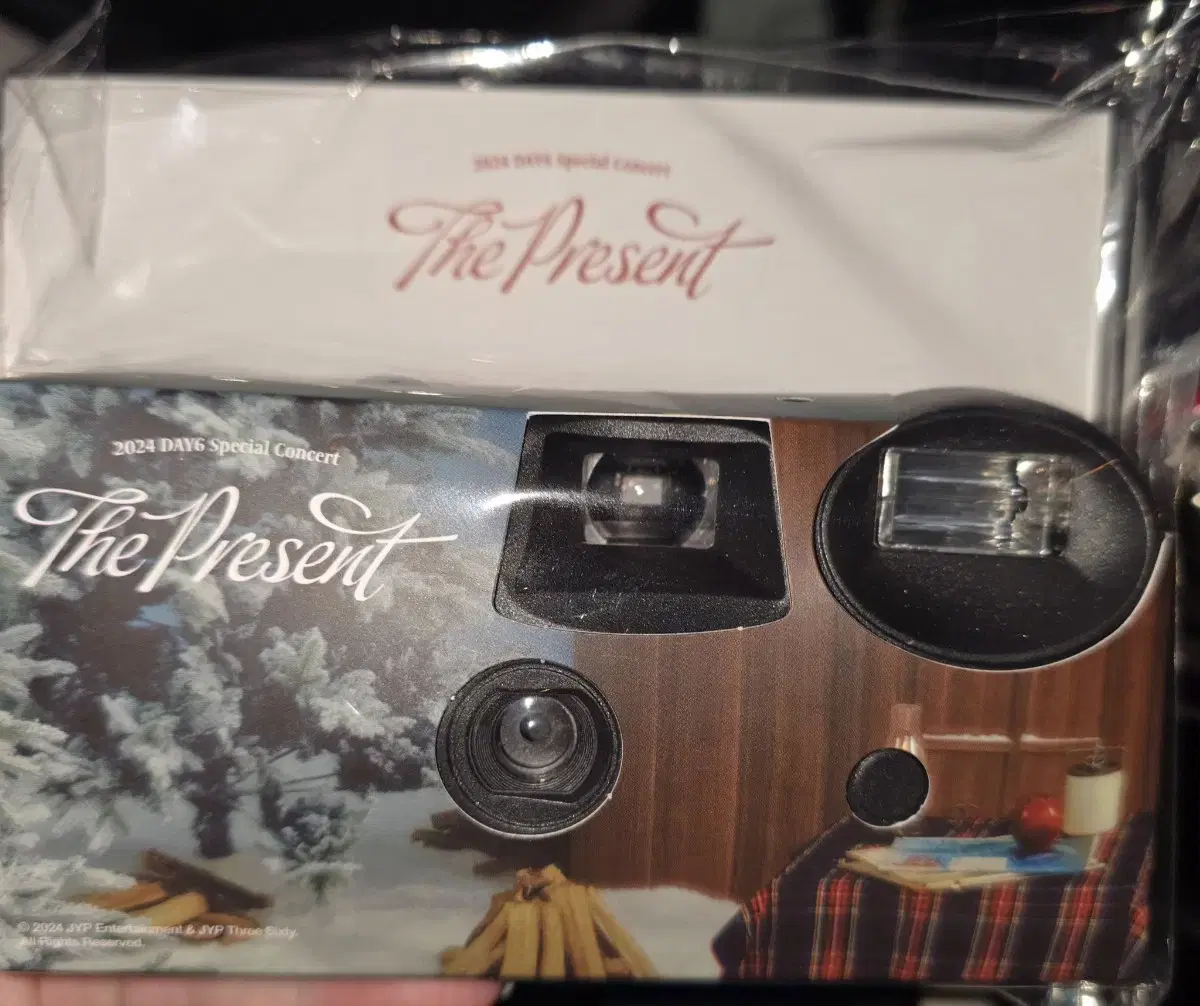 2024 DAY6 Special Concert
The Present
2024 DAY6 Special Concert
The Present
© 2024 JYP Entertainment & JYP Three Sixty.
All Rights Reserved.